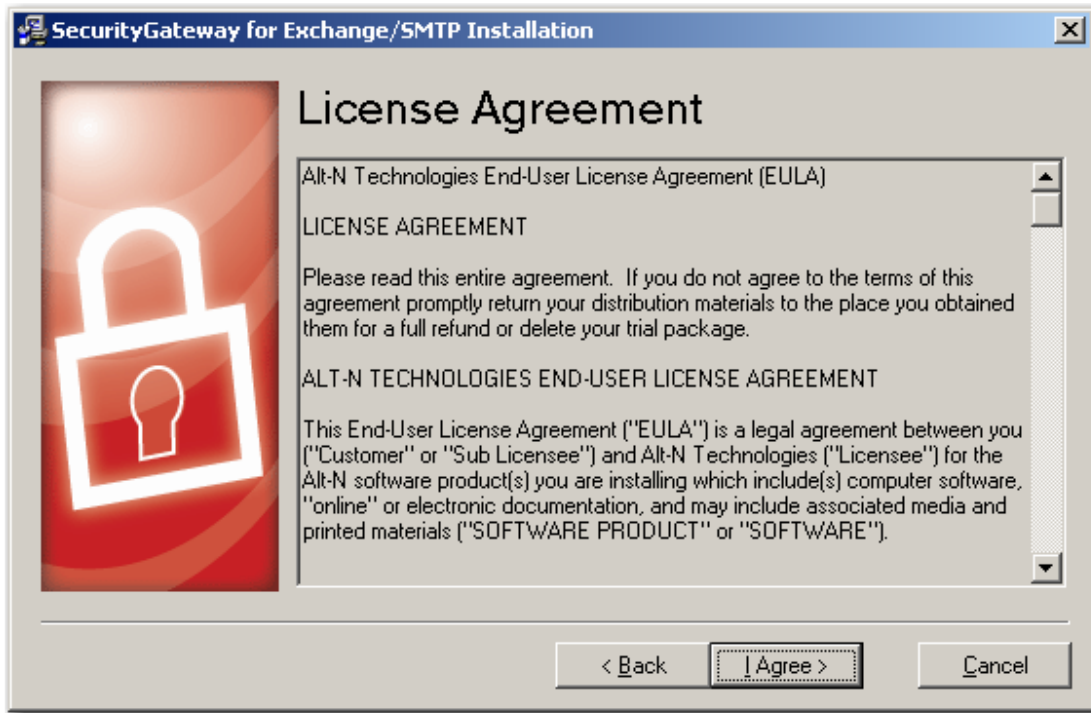 SecurityGateway for Exchange/SMTP Installation
License Agreement
Alt-N Technologies End-User License Agreement (EULA)
LICENSE AGREEMENT
Please read this entire agreement.  If you do not agree to the terms of this
agreement promptly return your distribution materials to the place you obtained
them for a full refund or delete your trial package.
ALT-N TECHNOLOGIES END-USER LICENSE AGREEMENT
This End-User License Agreement ("EULA") is a legal agreement between you
("Customer" or "Sub Licensee") and Alt-N Technologies ("Licensee") for the
Alt-N software product(s) you are installing which include(s) computer software,
"online" or electronic documentation, and may include associated media and
printed materials ("SOFTWARE PRODUCT" or "SOFTWARE").
< Back
I Agree >
Cancel